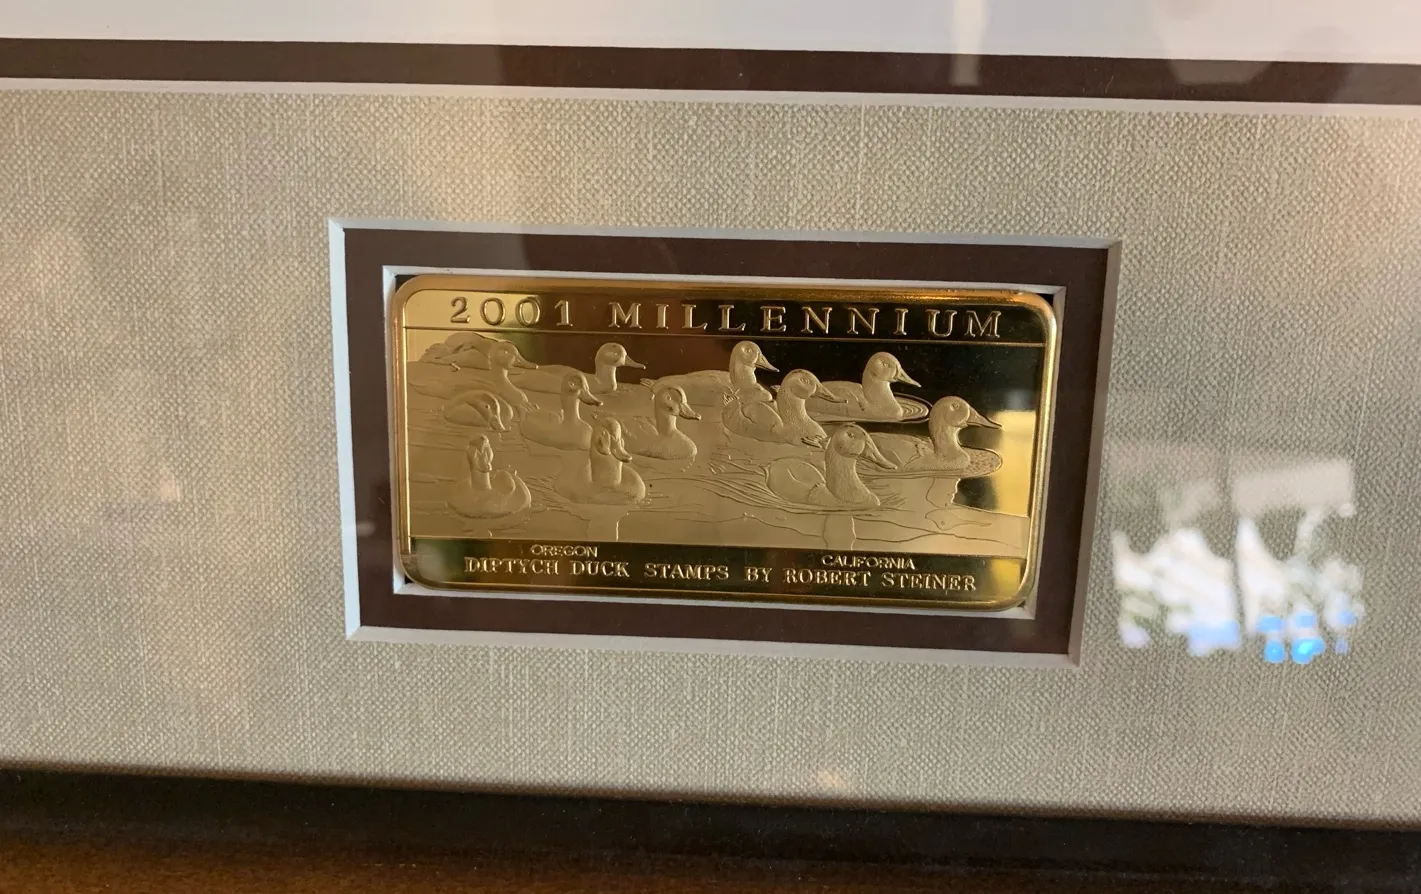 2001 MILLENNIUM
OREGON CALIFORNIA
DIPTYCH DUCK STAMPS BY ROBERT STEINER